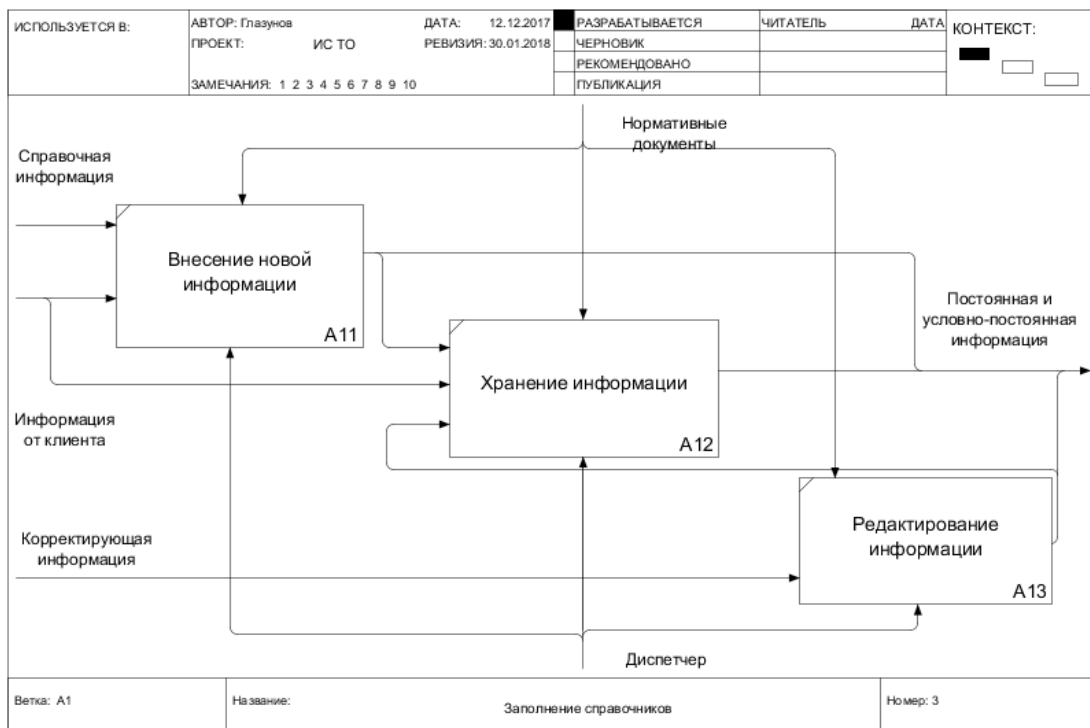 ИСПОЛЬЗУЕТСЯ В:
АВТОР: Глазунов
ДАТА: 12.12.2017
ПРОЕКТ: ИС ТО
РЕВИЗИЯ: 30.01.2018
ЗАМЕЧАНИЯ: 1 2 3 4 5 6 7 8 9 10
РАЗРАБАТЫВАЕТСЯ
ЧЕРНОВИК
РЕКОМЕНДОВАНО
ПУБЛИКАЦИЯ
ЧИТАТЕЛЬ ДАТА
КОНТЕКСТ:
Нормативные
документы
Справочная
информация
Внесение новой
информации
A11
Постоянная и
условно-постоянная
информация
Хранение информации
A12
Информация
от клиента
Корректирующая
информация
Редактирование
информации
A13
Диспетчер
Ветка: A1
Название:
Заполнение справочников
Номер: 3